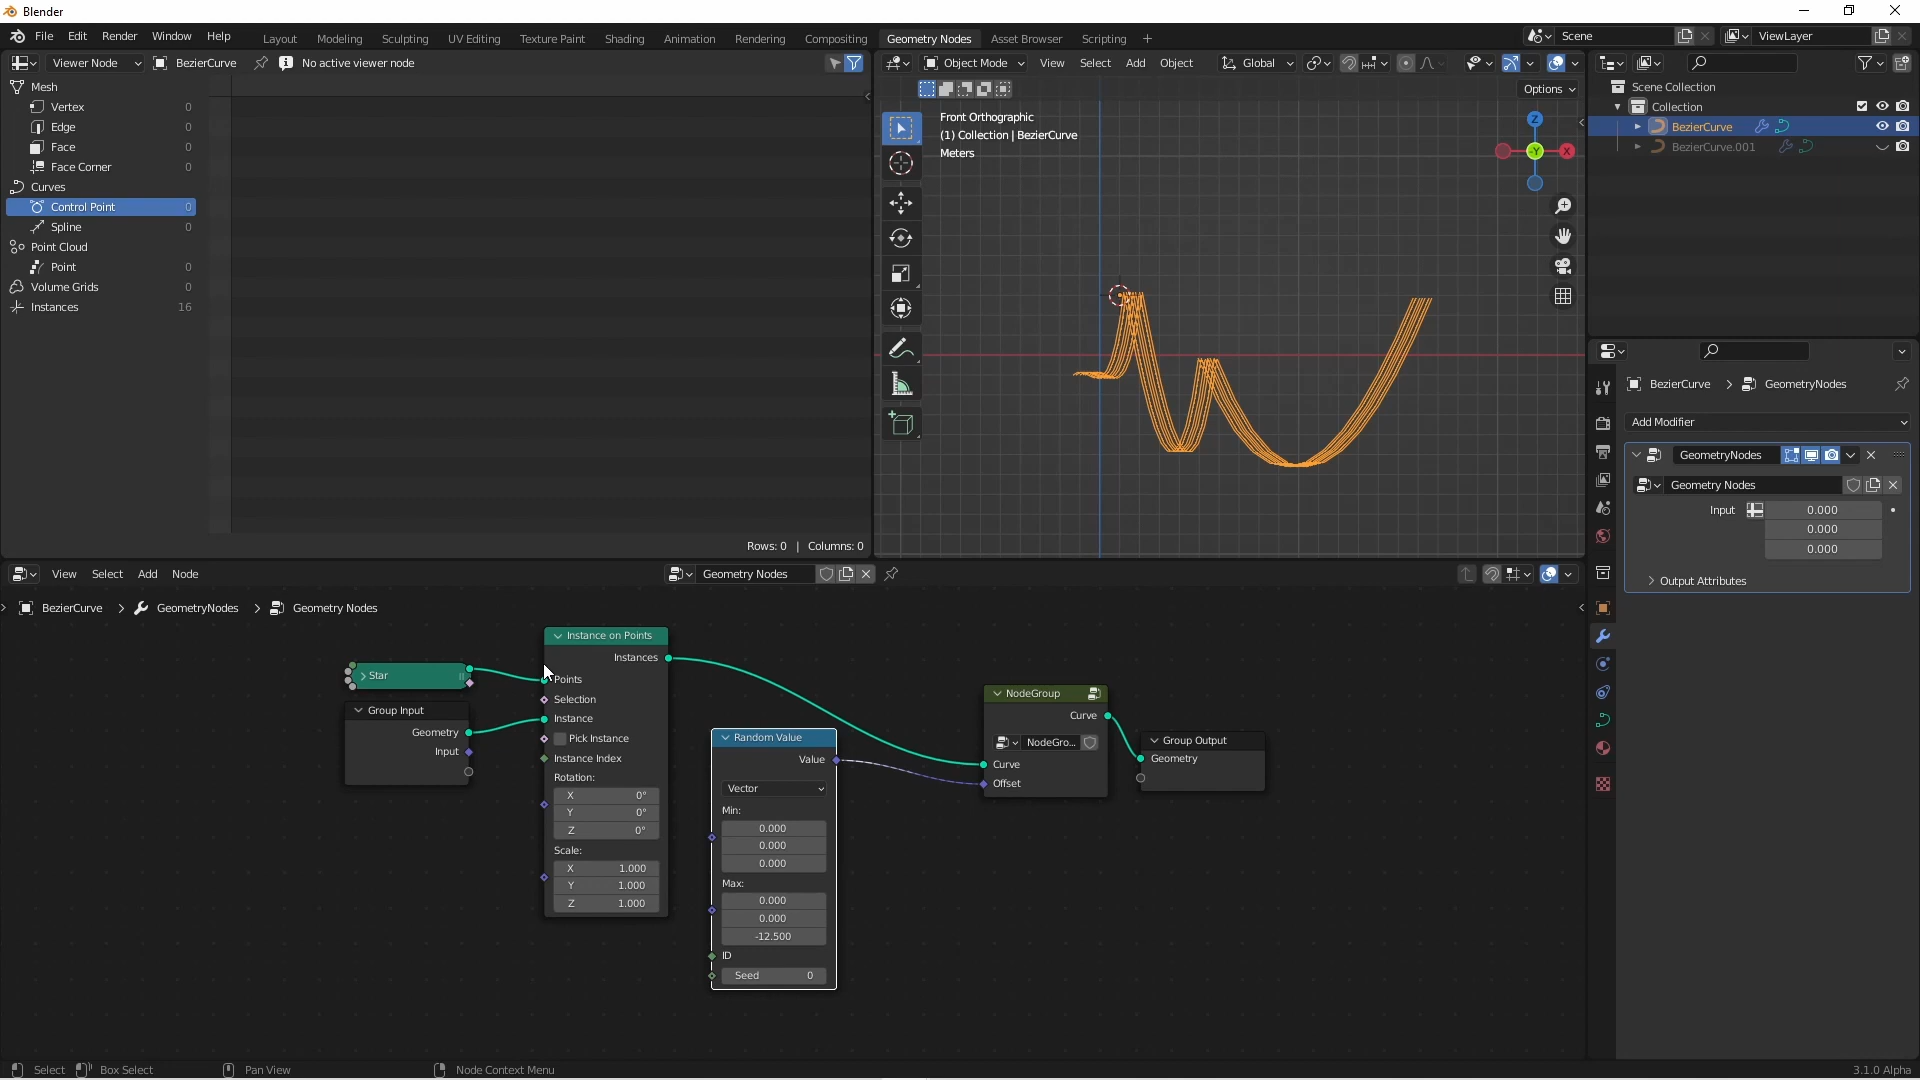 Blender
File Edit Render Window Help
Layout Modeling Sculpting UV Editing Texture Paint Shading Animation Rendering Compositing Geometry Nodes Asset Browser Scripting +
Scene
ViewLayer
Viewer Node
BezierCurve
No active viewer node
Mesh
Vertex 0
Edge 0
Face 0
Face Corner 0
Curves
Control Point 0
Spline 0
Point Cloud
Point 0
Volume Grids 0
Instances 16
Rows: 0 | Columns: 0
Object Mode
View Select Add Object
Global
Options
Front Orthographic
(1) Collection | BezierCurve
Meters
Z
-Y
X
Scene Collection
Collection
BezierCurve
BezierCurve.001
BezierCurve > GeometryNodes
Add Modifier
GeometryNodes
Geometry Nodes
Input 0.000
0.000
0.000
Output Attributes
View Select Add Node
Geometry Nodes
BezierCurve > GeometryNodes > Geometry Nodes
Star
Group Input
Geometry
Input
Instance on Points
Instances
Points
Selection
Instance
Pick Instance
Instance Index
Rotation:
X 0°
Y 0°
Z 0°
Scale:
X 1.000
Y 1.000
Z 1.000
Random Value
Value
Vector
Min:
0.000
0.000
0.000
Max:
0.000
0.000
-12.500
ID
Seed 0
NodeGroup
Curve
NodeGro...
Curve
Offset
Group Output
Geometry
Select
Box Select
Pan View
Node Context Menu
3.1.0 Alpha